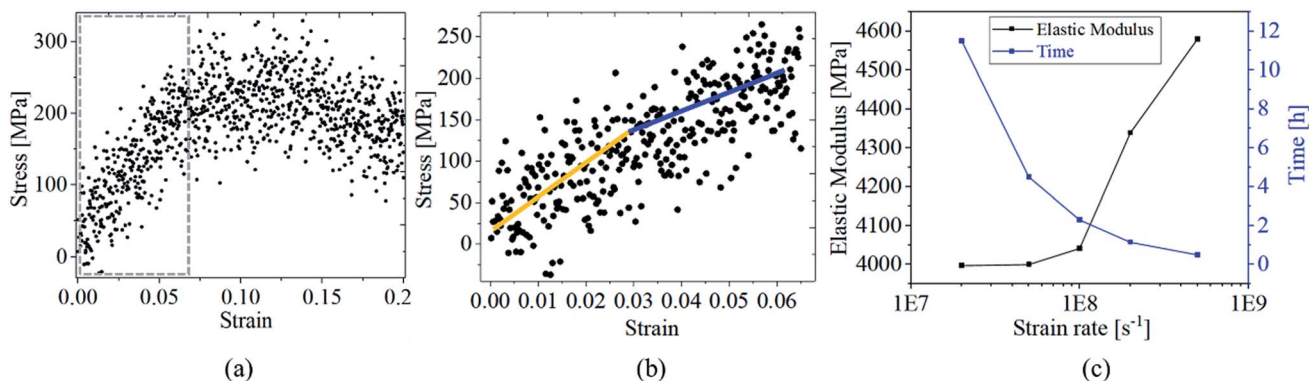 300
200
100
0
Stress [MPa]
0.00 0.05 0.10 0.15 0.2
Strain
(a)
250
200
150
100
50
0
Stress [MPa]
0.00 0.01 0.02 0.03 0.04 0.05 0.06
Strain
(b)
Elastic Modulus
Time
4600
4500
4400
4300
4200
4100
4000
Elastic Modulus [MPa]
12
10
8
6
4
2
0
Time [h]
1E7 1E8 1E9
Strain rate [s⁻¹]
(c)